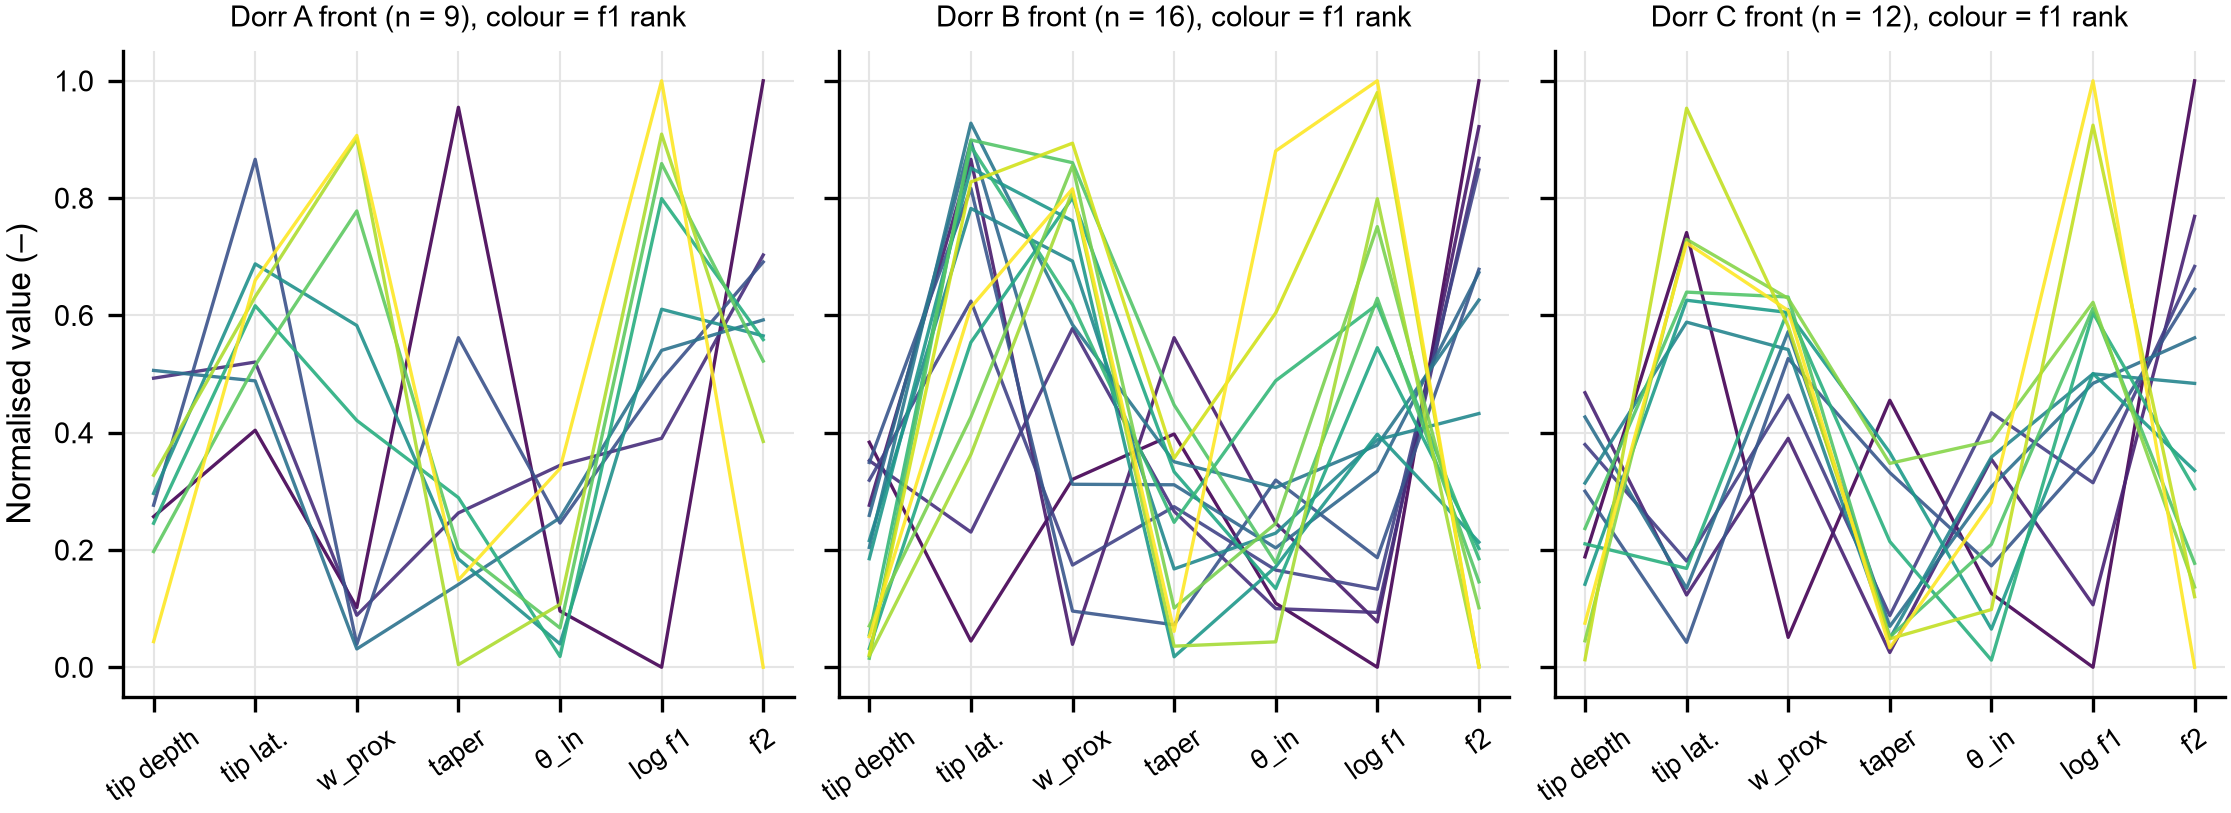 Dorr A front (n = 9), colour = f1 rank
Dorr B front (n = 16), colour = f1 rank
Dorr C front (n = 12), colour = f1 rank
Normalised value (–)
1.0
0.8
0.6
0.4
0.2
0.0
tip depth
tip lat.
w_prox
taper
θ_in
log f1
f2
tip depth
tip lat.
w_prox
taper
θ_in
log f1
f2
tip depth
tip lat.
w_prox
taper
θ_in
log f1
f2